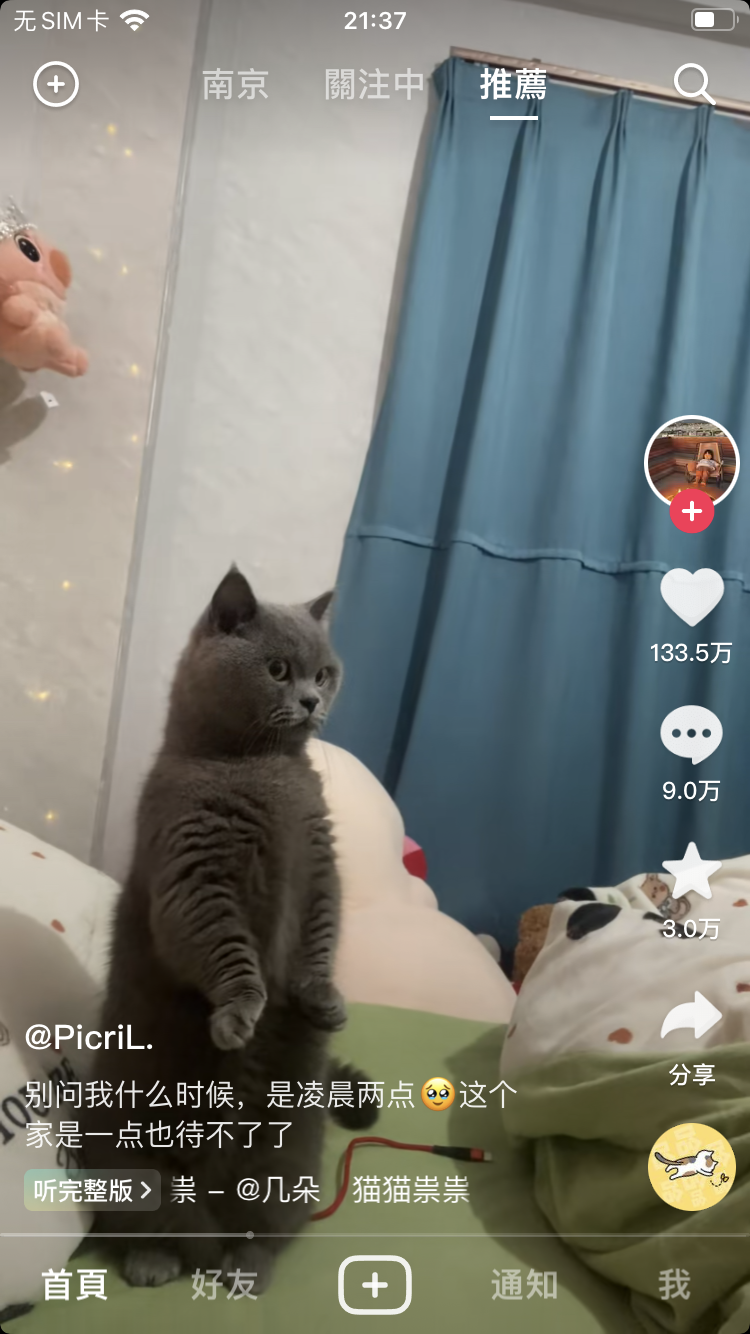 无SIM卡
21:37
南京 關注中 推薦
133.5万
9.0万
3.0万
分享
@PicriL.
别问我什么时候，是凌晨两点🥹这个
家是一点也待不了了
听完整版 祟 - @几朵 猫猫祟祟
首頁 好友 通知 我